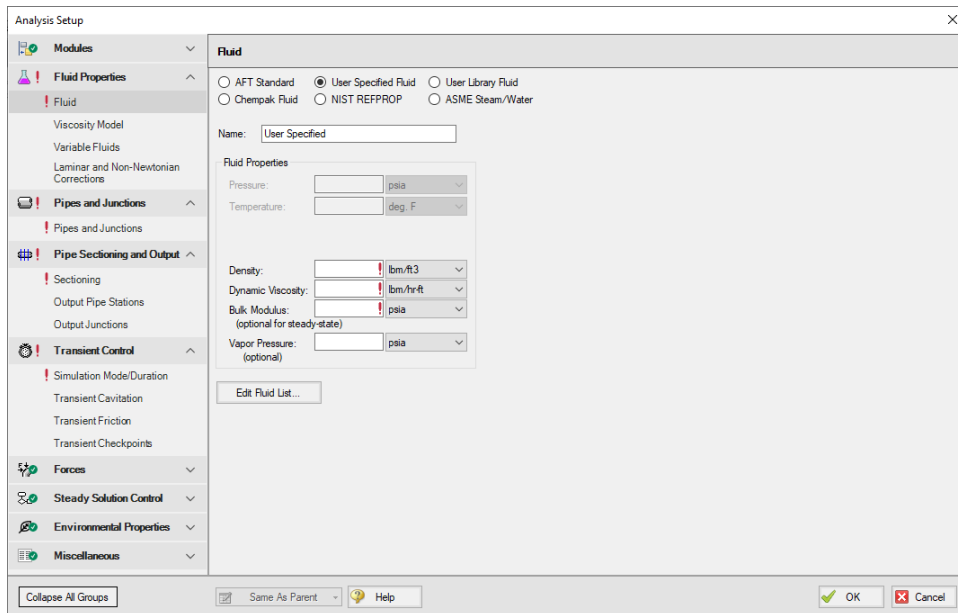 Analysis Setup
Modules
Fluid Properties
Fluid
Viscosity Model
Variable Fluids
Laminar and Non-Newtonian
Corrections
Pipes and Junctions
Pipes and Junctions
Pipe Sectioning and Output
Sectioning
Output Pipe Stations
Output Junctions
Transient Control
Simulation Mode/Duration
Transient Cavitation
Transient Friction
Transient Checkpoints
Forces
Steady Solution Control
Environmental Properties
Miscellaneous
Collapse All Groups
Fluid
AFT Standard User Specified Fluid User Library Fluid
Chempak Fluid NIST REFPROP ASME Steam/Water
Name: User Specified
Fluid Properties
Pressure: psia
Temperature: deg. F
Density: lbm/ft3
Dynamic Viscosity: lbm/hr-ft
Bulk Modulus: psia
(optional for steady-state)
Vapor Pressure: psia
(optional)
Edit Fluid List...
Same As Parent Help OK Cancel